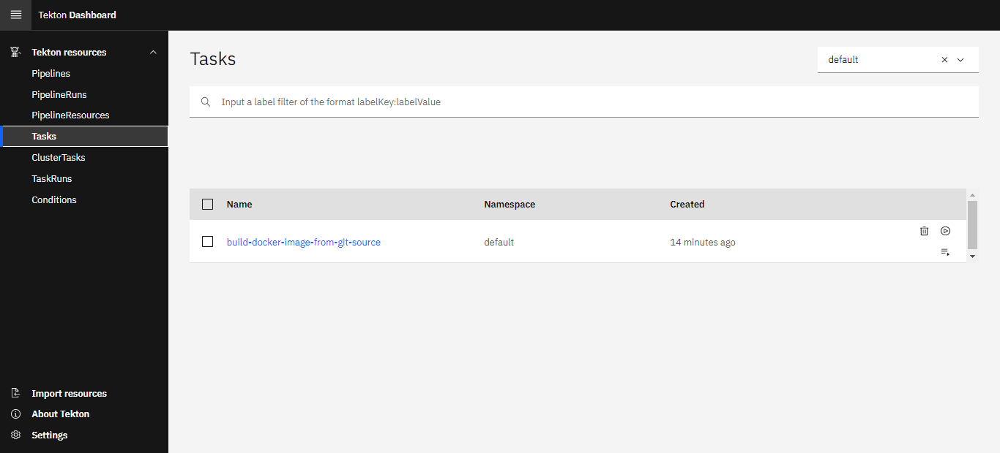 Tekton Dashboard
Tekton resources
Pipelines
PipelineRuns
PipelineResources
Tasks
ClusterTasks
TaskRuns
Conditions
Import resources
About Tekton
Settings
Tasks
default
Input a label filter of the format labelKey:labelValue
Name Namespace Created
build-docker-image-from-git-source default 14 minutes ago